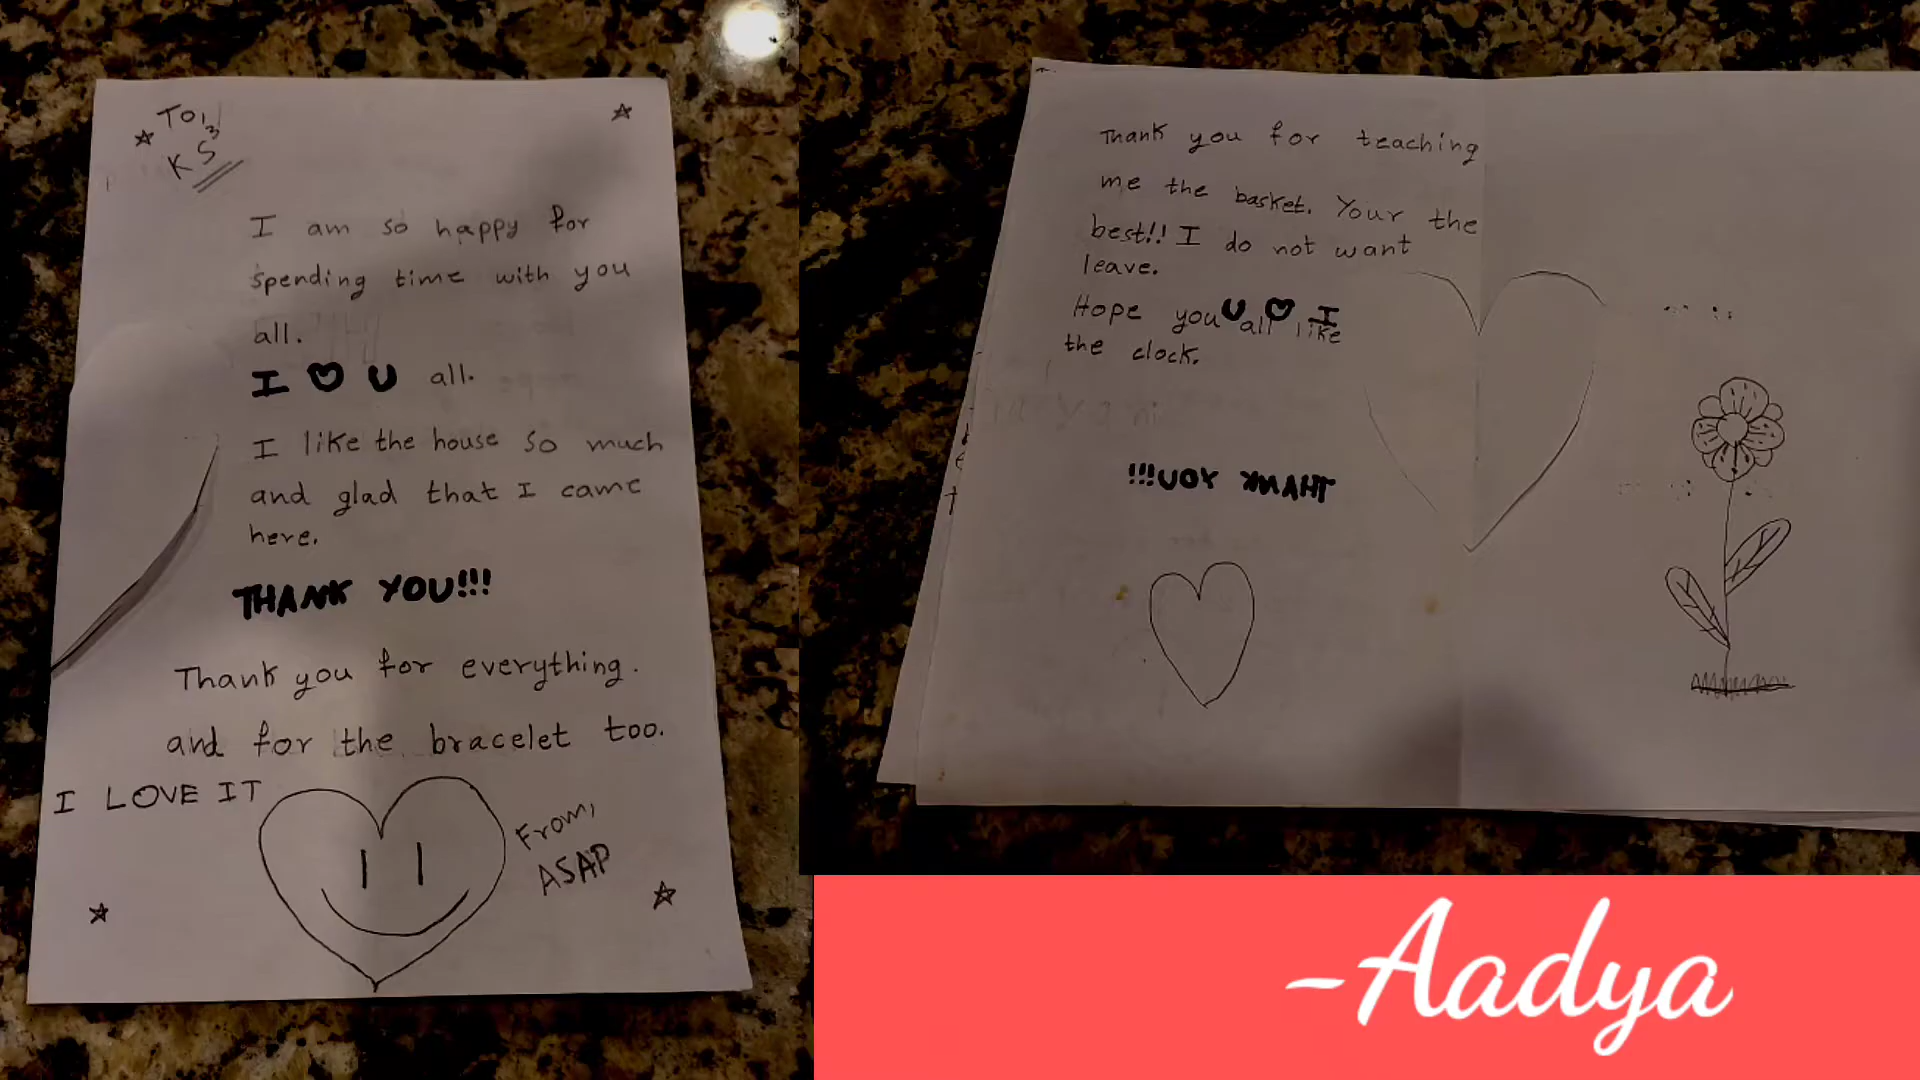 To,
KS³
I am so happy for
spending time with you
all.
I ♡ U all.
I like the house so much
and glad that I came
here.
THANK YOU!!!
Thank you for everything.
and for the bracelet too.
I LOVE IT
From,
ASAP
Thank you for teaching
me the basket. Your the
best!! I do not want
leave.
Hope you all like
the clock.
THANK YOU!!!
-Aadya